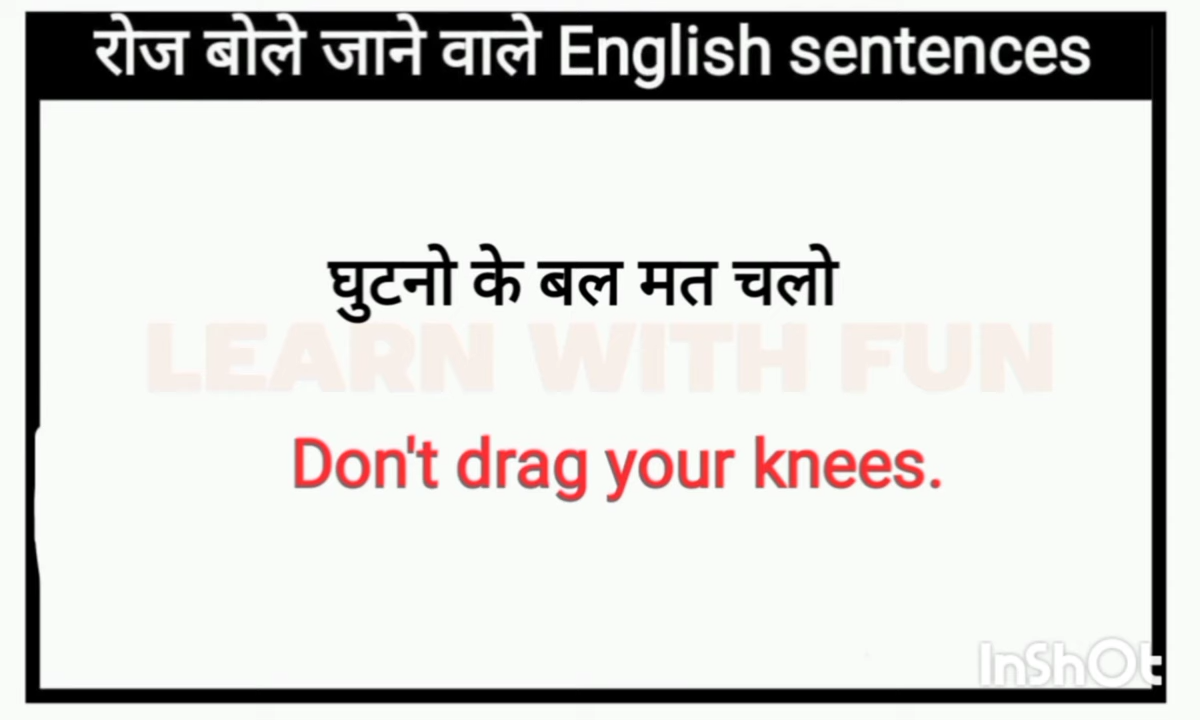 रोज बोले जाने वाले English sentences
घुटनो के बल मत चलो
LEARN WITH FUN
Don't drag your knees.
InShOt